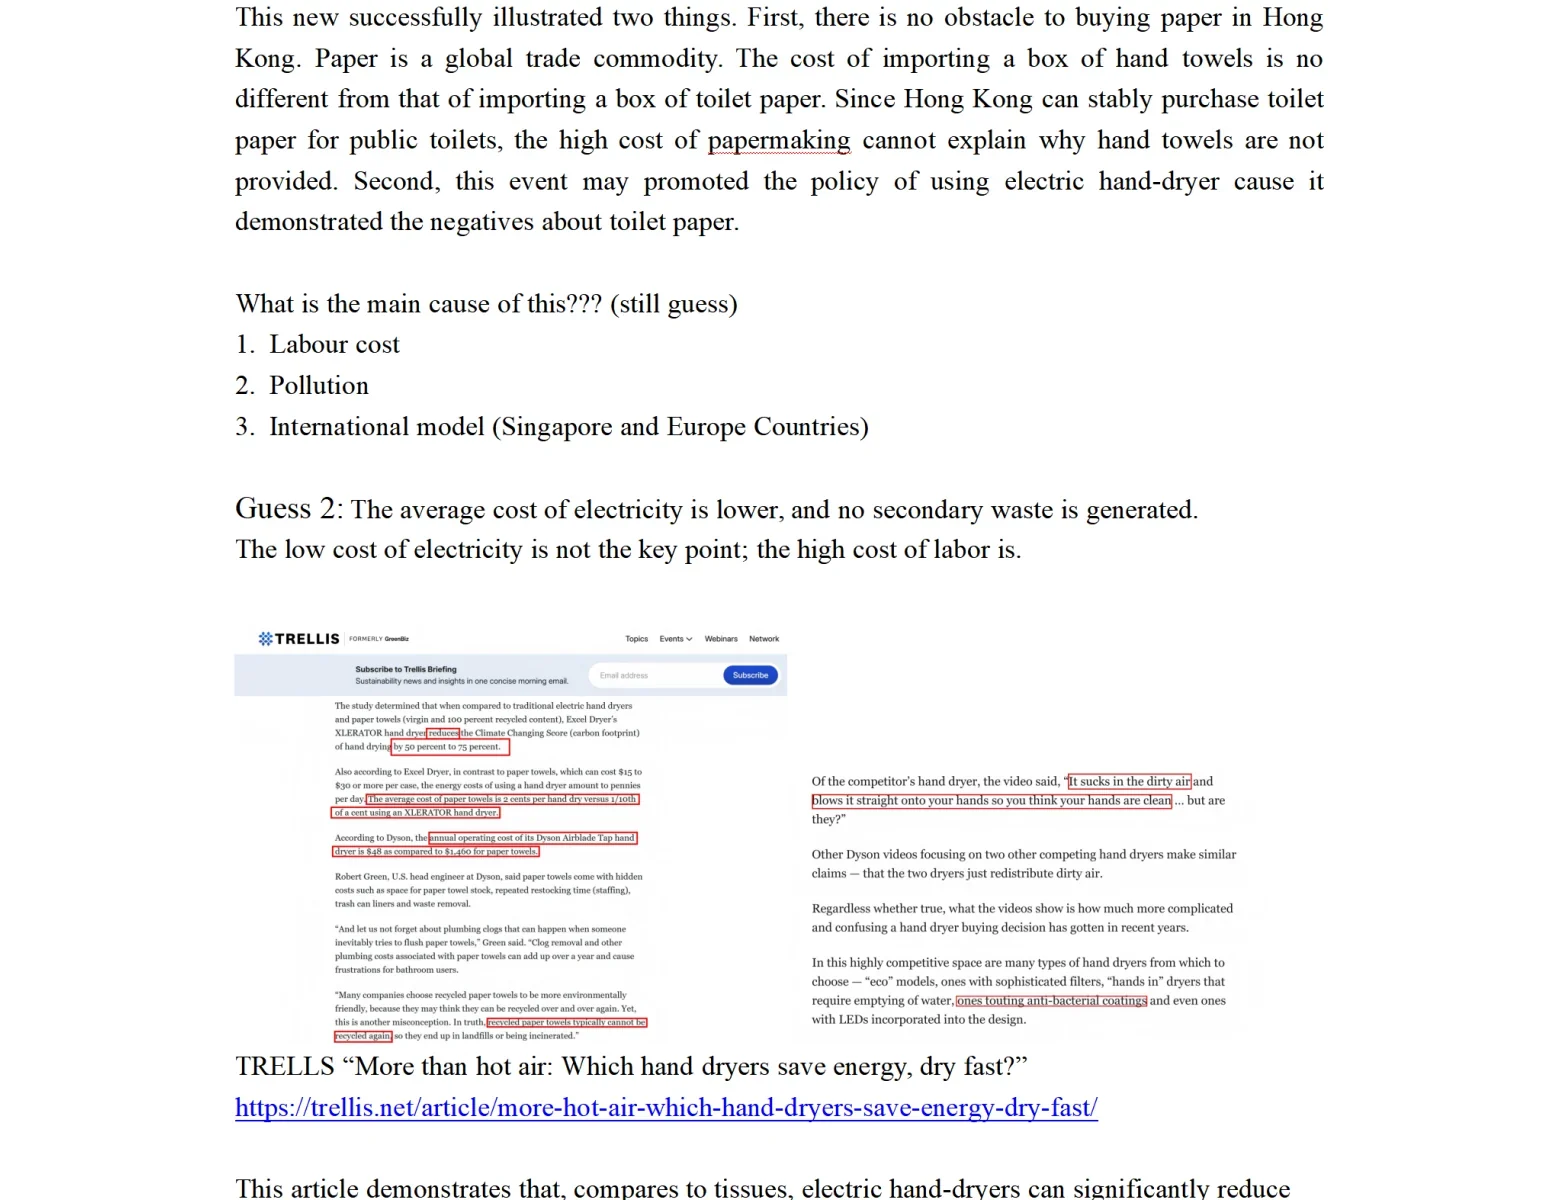 This new successfully illustrated two things. First, there is no obstacle to buying paper in Hong
Kong. Paper is a global trade commodity. The cost of importing a box of hand towels is no
different from that of importing a box of toilet paper. Since Hong Kong can stably purchase toilet
paper for public toilets, the high cost of papermaking cannot explain why hand towels are not
provided. Second, this event may promoted the policy of using electric hand-dryer cause it
demonstrated the negatives about toilet paper.
What is the main cause of this??? (still guess)
1. Labour cost
2. Pollution
3. International model (Singapore and Europe Countries)
Guess 2: The average cost of electricity is lower, and no secondary waste is generated.
The low cost of electricity is not the key point; the high cost of labor is.
TRELLIS FORMERLY GreenBiz
Topics Events Webinars Network
Subscribe to Trellis Briefing
Sustainability news and insights in one concise morning email.
Email address
Subscribe
The study determined that when compared to traditional electric hand dryers
and paper towels (virgin and 100 percent recycled content), Excel Dryer's
XLERATOR hand dryer reduces the Climate Changing Score (carbon footprint)
of hand drying by 50 percent to 75 percent.
Also according to Excel Dryer, in contrast to paper towels, which can cost $15 to
$30 or more per case, the energy costs of using a hand dryer amount to pennies
per day. The average cost of paper towels is 2 cents per hand dry versus 1/10th
of a cent using an XLERATOR hand dryer.
According to Dyson, the annual operating cost of its Dyson Airblade Tap hand
dryer is $48 as compared to $1,460 for paper towels.
Robert Green, U.S. head engineer at Dyson, said paper towels come with hidden
costs such as space for paper towel stock, repeated restocking time (staffing),
trash can liners and waste removal.
“And let us not forget about plumbing clogs that can happen when someone
inevitably tries to flush paper towels,” Green said. “Clog removal and other
plumbing costs associated with paper towels can add up over a year and cause
frustrations for bathroom users.
“Many companies choose recycled paper towels to be more environmentally
friendly, because they may think they can be recycled over and over again. Yet,
this is another misconception. In truth, recycled paper towels typically cannot be
recycled again, so they end up in landfills or being incinerated.”
Of the competitor's hand dryer, the video said, “It sucks in the dirty air and
blows it straight onto your hands so you think your hands are clean ... but are
they?”
Other Dyson videos focusing on two other competing hand dryers make similar
claims — that the two dryers just redistribute dirty air.
Regardless whether true, what the videos show is how much more complicated
and confusing a hand dryer buying decision has gotten in recent years.
In this highly competitive space are many types of hand dryers from which to
choose — “eco” models, ones with sophisticated filters, “hands in” dryers that
require emptying of water, ones touting anti-bacterial coatings and even ones
with LEDs incorporated into the design.
TRELLS “More than hot air: Which hand dryers save energy, dry fast?”
https://trellis.net/article/more-hot-air-which-hand-dryers-save-energy-dry-fast/
This article demonstrates that, compares to tissues, electric hand-dryers can significantly reduce